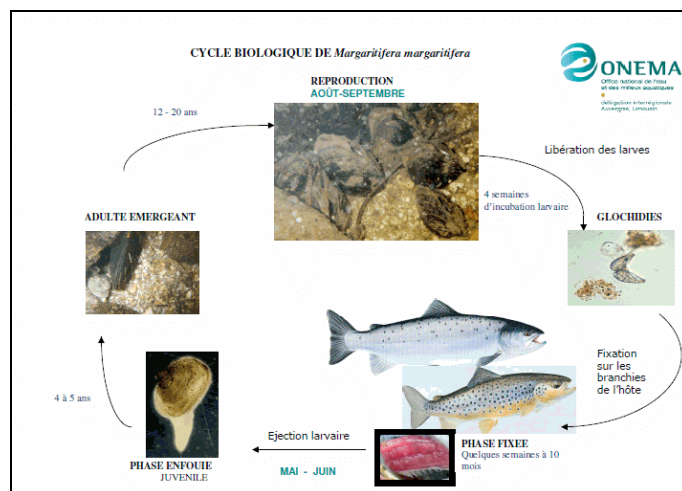 CYCLE BIOLOGIQUE DE Margaritifera margaritifera
ONEMA
Office national de l'eau
et des milieux aquatiques
délégation interrégionale
Auvergne, Limousin
REPRODUCTION
AOÛT-SEPTEMBRE
12 - 20 ans
Libération des larves
4 semaines
d'incubation larvaire
ADULTE EMERGEANT
GLOCHIDIES
Fixation
sur les
branchies
de l'hôte
4 à 5 ans
Ejection larvaire
PHASE FIXEE
Quelques semaines à 10
mois
PHASE ENFOUIE
JUVENILE
MAI - JUIN